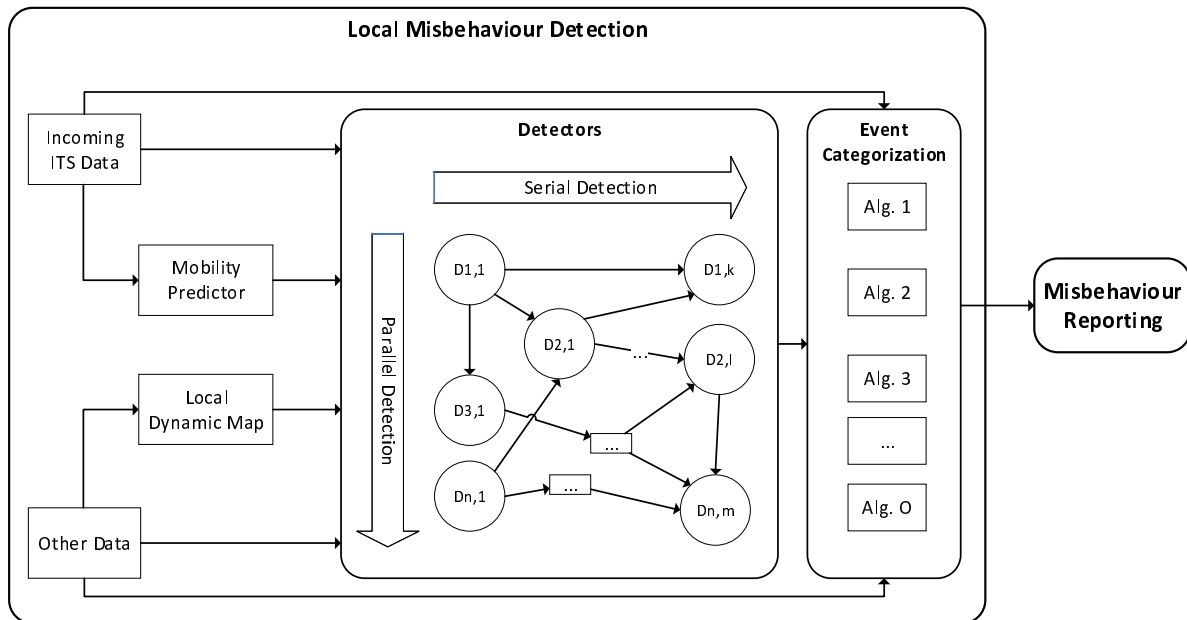 Local Misbehaviour Detection
Incoming
ITS Data
Mobility
Predictor
Local
Dynamic Map
Other Data
Detectors
Serial Detection
Parallel Detection
D1,1
D1,k
D2,1
...
D2,l
D3,1
...
Dn,1
...
Dn,m
Event
Categorization
Alg. 1
Alg. 2
Alg. 3
...
Alg. O
Misbehaviour
Reporting